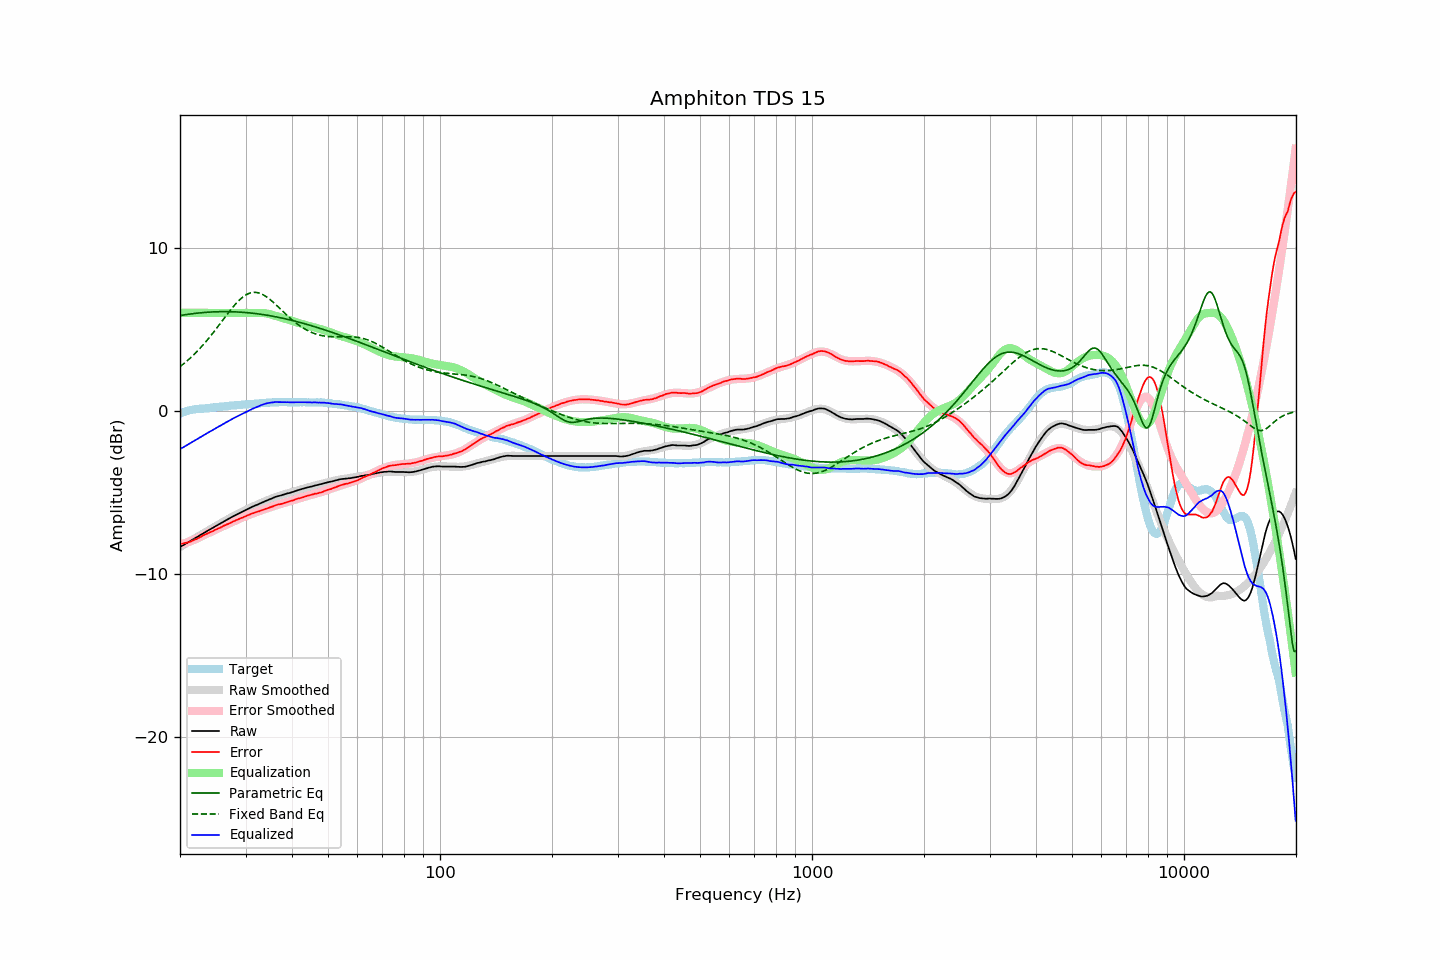 Amphiton TDS 15
10
0
−10
−20
Amplitude (dBr)
100
1000
10000
Frequency (Hz)
Target
Raw Smoothed
Error Smoothed
Raw
Error
Equalization
Parametric Eq
Fixed Band Eq
Equalized